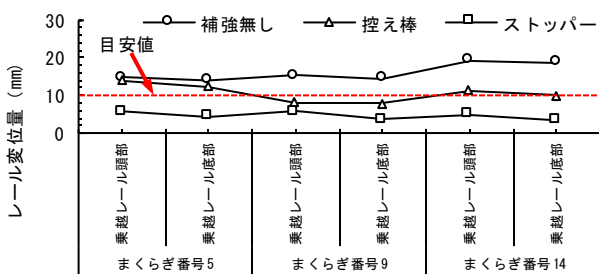 補強無し 控え棒 ストッパー
目安値
レール変位量 (mm)
30
20
10
0
乗越レール頭部
乗越レール底部
乗越レール頭部
乗越レール底部
乗越レール頭部
乗越レール底部
まくらぎ番号5
まくらぎ番号9
まくらぎ番号14